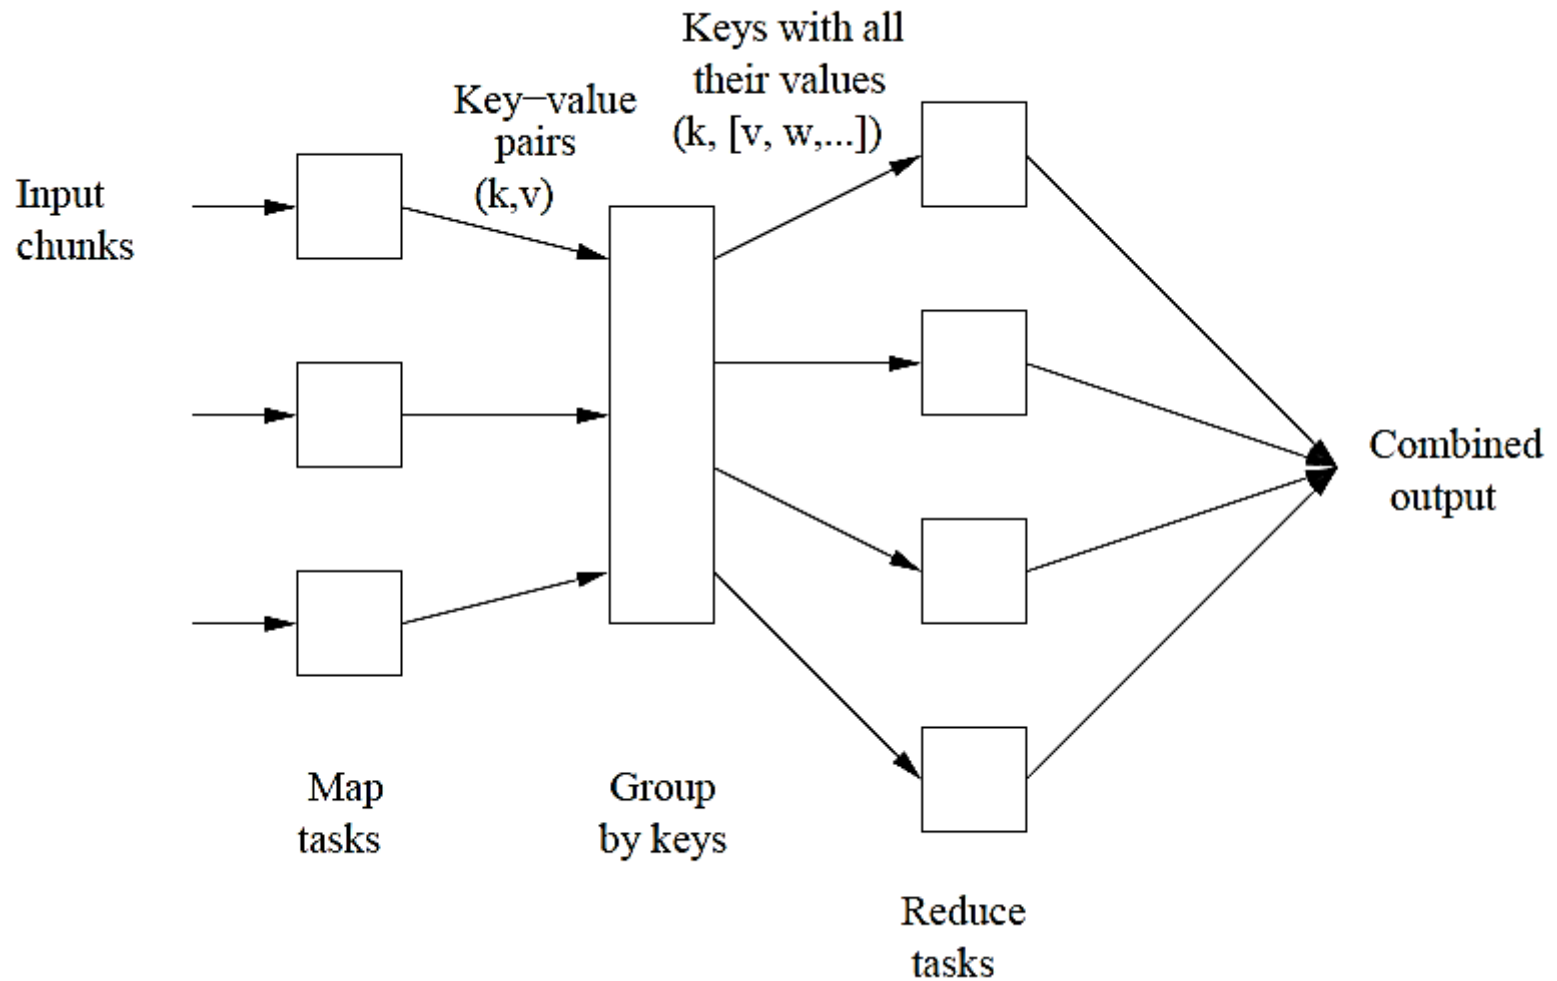 Keys with all
their values
(k, [v, w,...])
Key−value
pairs
(k,v)
Input
chunks
Combined
output
Map
tasks
Group
by keys
Reduce
tasks